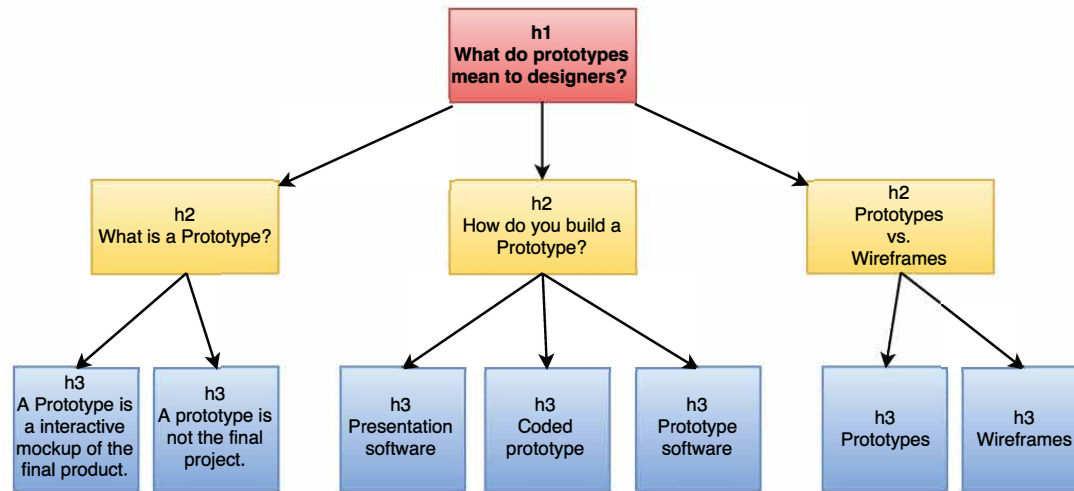 h1
What do prototypes
mean to designers?
h2
What is a Prototype?
h2
How do you build a
Prototype?
h2
Prototypes
vs.
Wireframes
h3
A Prototype is
a interactive
mockup of the
final product.
h3
A prototype is
not the final
project.
h3
Presentation
software
h3
Coded
prototype
h3
Prototype
software
h3
Prototypes
h3
Wireframes